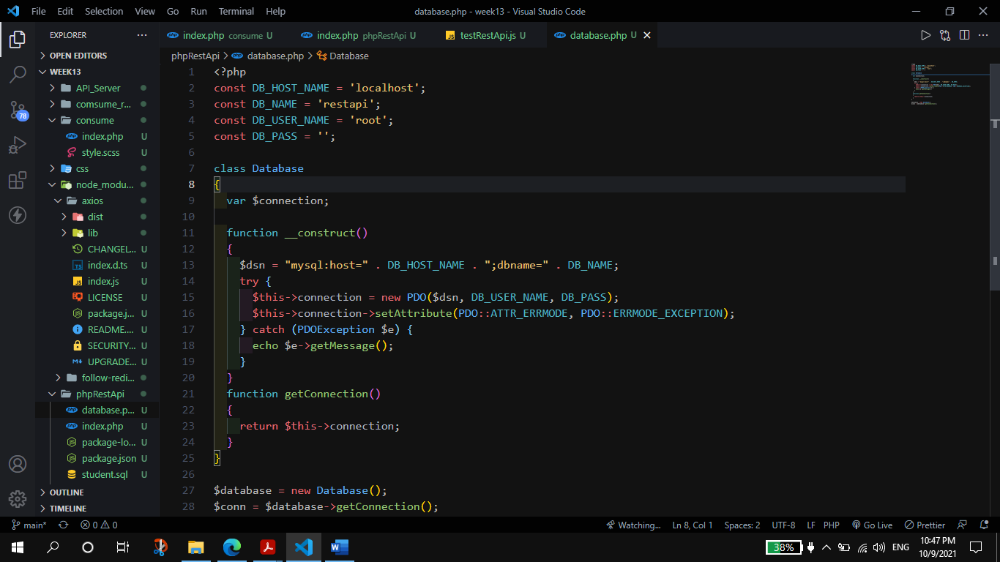 File Edit Selection View Go Run Terminal Help database.php - week13 - Visual Studio Code
EXPLORER
index.php consume U index.php phpRestApi U testRestApi.js U database.php U
phpRestApi > database.php > Database
OPEN EDITORS
WEEK13
API_Server
comsume_r...
consume
index.php U
style.scss U
css
node_modu...
axios
dist
lib
CHANGEL... U
index.d.ts U
index.js U
LICENSE U
package.j... U
README.... U
SECURITY... U
UPGRADE... U
follow-redi...
phpRestApi
database.p... U
index.php U
package-lo... U
package.json U
student.sql U
OUTLINE
TIMELINE
78
1 <?php
2 const DB_HOST_NAME = 'localhost';
3 const DB_NAME = 'restapi';
4 const DB_USER_NAME = 'root';
5 const DB_PASS = '';
6
7 class Database
8 {
9 var $connection;
10
11 function __construct()
12 {
13 $dsn = "mysql:host=" . DB_HOST_NAME . ";dbname=" . DB_NAME;
14 try {
15 $this->connection = new PDO($dsn, DB_USER_NAME, DB_PASS);
16 $this->connection->setAttribute(PDO::ATTR_ERRMODE, PDO::ERRMODE_EXCEPTION);
17 } catch (PDOException $e) {
18 echo $e->getMessage();
19 }
20 }
21 function getConnection()
22 {
23 return $this->connection;
24 }
25 }
26
27 $database = new Database();
28 $conn = $database->getConnection();
main* 0 0 Watching... Ln 8, Col 1 Spaces: 2 UTF-8 LF PHP Go Live Prettier
38% ENG 10:47 PM
10/9/2021